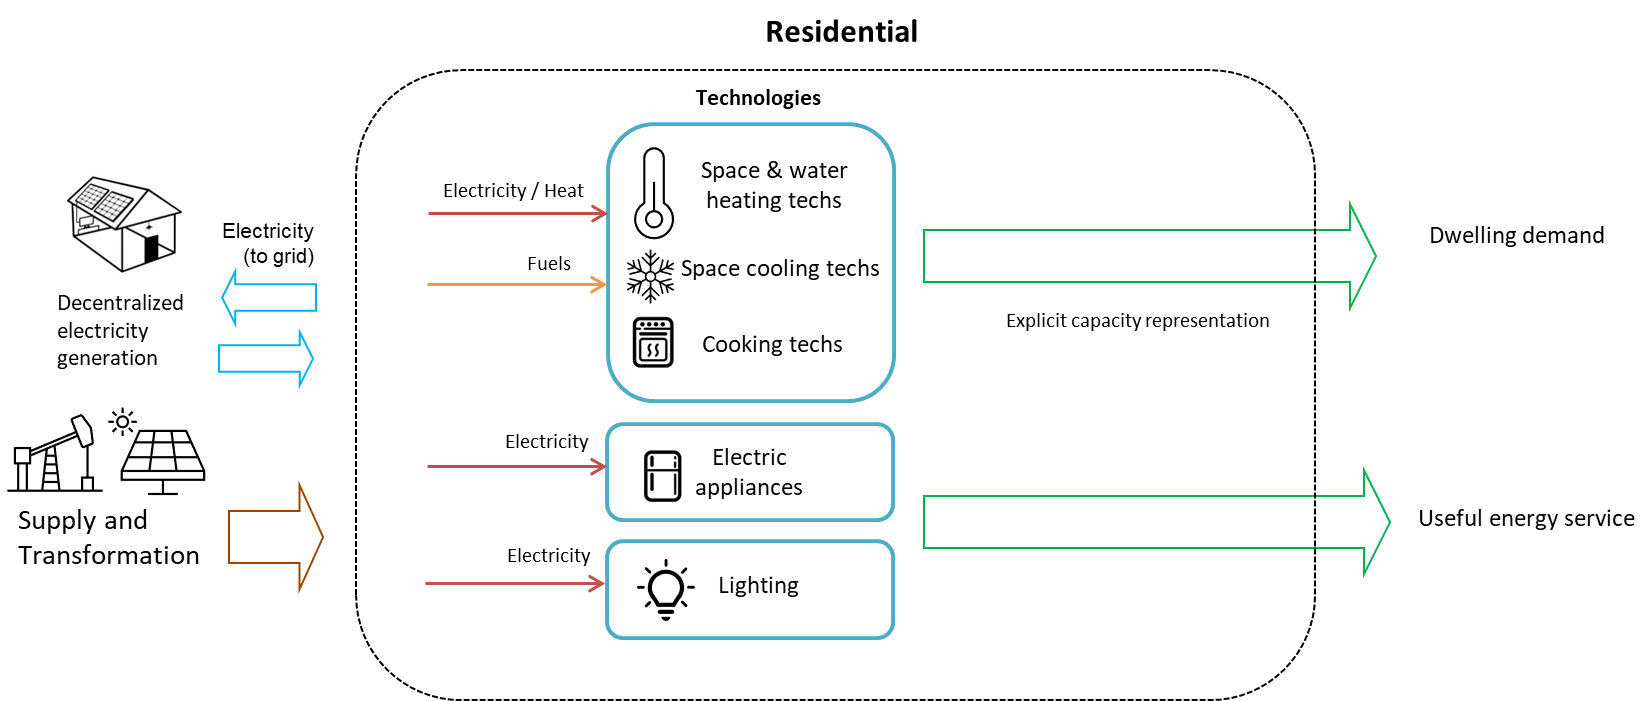 Residential
Technologies
Electricity / Heat
Space & water
heating techs
Fuels
Space cooling techs
Cooking techs
Electricity
(to grid)
Decentralized
electricity
generation
Dwelling demand
Explicit capacity representation
Electricity
Electric
appliances
Supply and
Transformation
Useful energy service
Electricity
Lighting